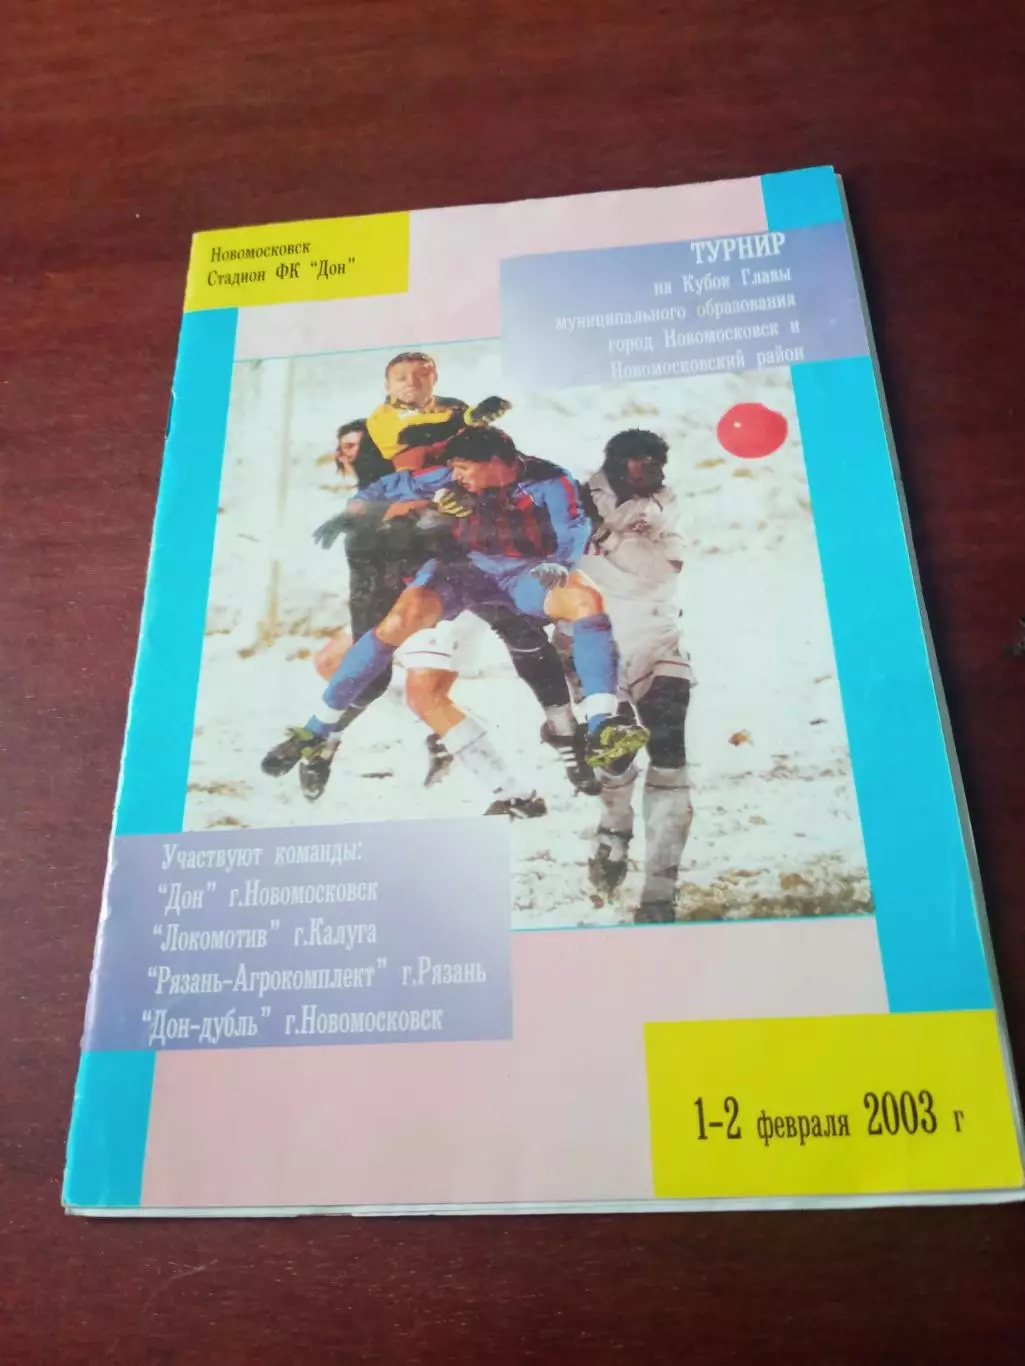 Новомосковск
Стадион ФК "Дон"
ТУРНИР
на Кубок Главы
муниципального образования
город Новомосковск и
Новомосковский район
Участвуют команды:
"Дон" г.Новомосковск
"Локомотив" г.Калуга
"Рязань-Агрокомплект" г.Рязань
"Дон-дубль" г.Новомосковск
1-2 февраля 2003 г